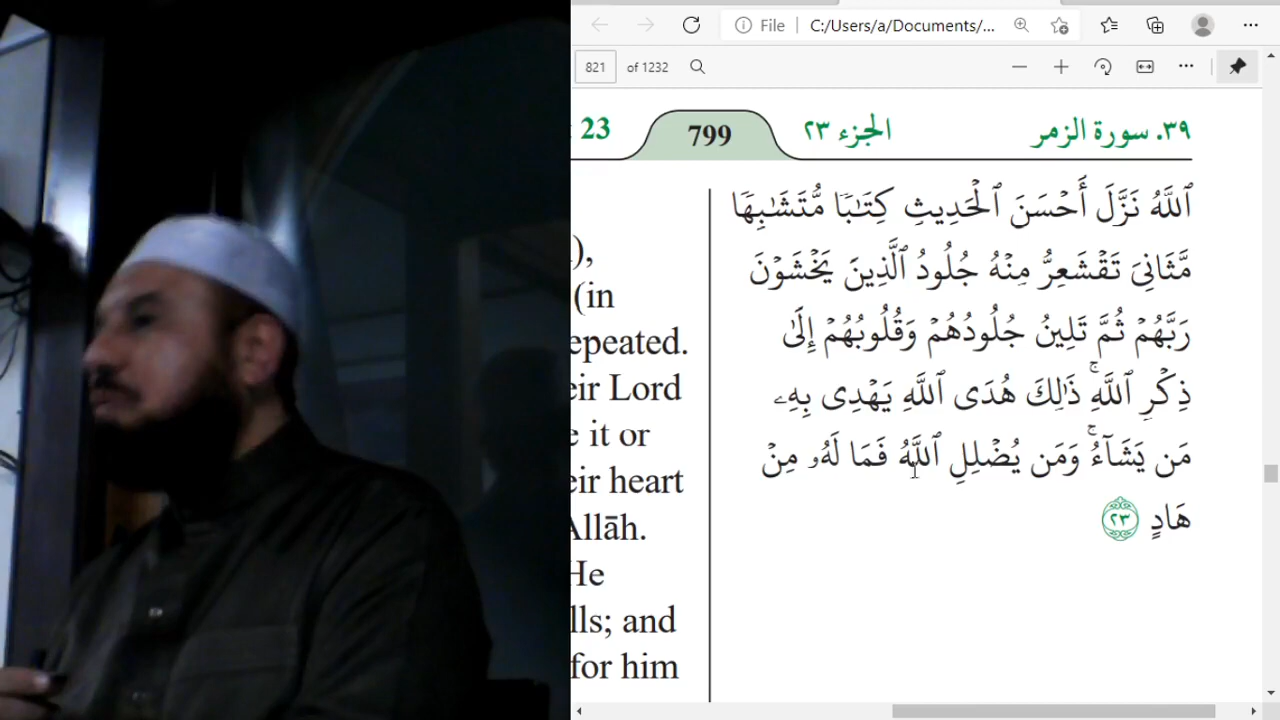 File C:/Users/a/Documents/...
821 of 1232
23 799 الجزء ٢٣ ٣٩. سورة الزمر
ٱللَّهُ نَزَّلَ أَحۡسَنَ ٱلۡحَدِيثِ كِتَٰبٗا مُّتَشَٰبِهٗا
مَّثَانِيَ تَقۡشَعِرُّ مِنۡهُ جُلُودُ ٱلَّذِينَ يَخۡشَوۡنَ
رَبَّهُمۡ ثُمَّ تَلِينُ جُلُودُهُمۡ وَقُلُوبُهُمۡ إِلَىٰ
ذِكۡرِ ٱللَّهِۚ ذَٰلِكَ هُدَى ٱللَّهِ يَهۡدِي بِهِۦ
مَن يَشَآءُۚ وَمَن يُضۡلِلِ ٱللَّهُ فَمَا لَهُۥ مِنۡ
هَادٍ ٢٣
),
(in
epeated.
eir Lord
e it or
eir heart
Allāh.
He
lls; and
for him